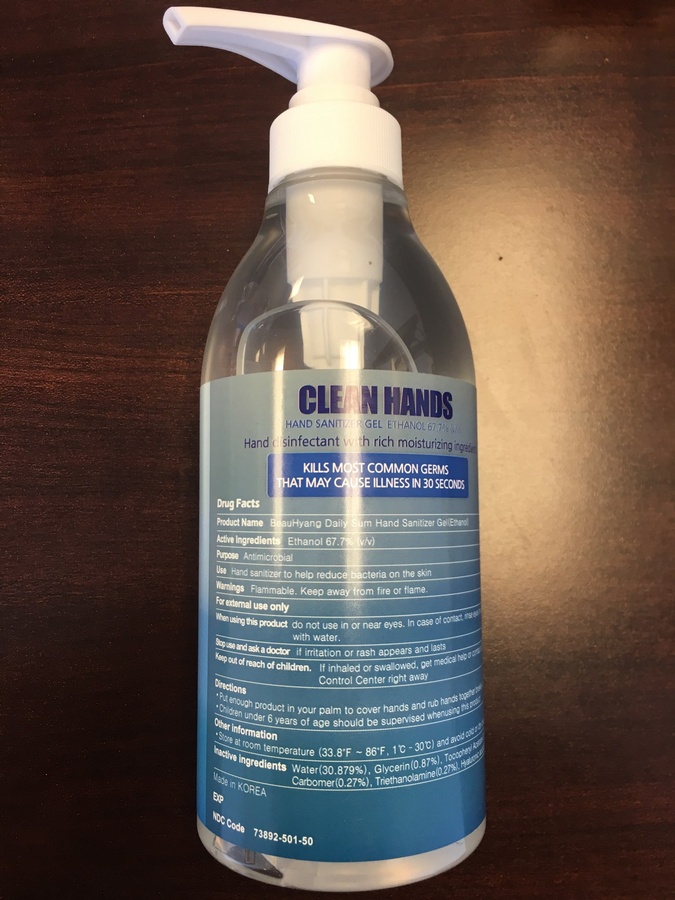 CLEAN HANDS
HAND SANITIZER GEL ETHANOL 67.7% v/v
Hand disinfectant with rich moisturizing
KILLS MOST COMMON GERMS
THAT MAY CAUSE ILLNESS IN 30 SECONDS
Drug Facts
Product Name BeauHyang Daily Sum Hand Sanitizer Gel(Ethanol)
Active Ingredients Ethanol 67.7% (v/v)
Purpose Antimicrobial
Use Hand sanitizer to help reduce bacteria on the skin
Warnings Flammable. Keep away from fire or flame.
For external use only
When using this product do not use in or near eyes. In case of contact, rinse
with water.
Stop use and ask a doctor if irritation or rash appears and lasts
Keep out of reach of children. If inhaled or swallowed, get medical help or
Control Center right away
Directions
• Put enough product in your palm to cover hands and rub hands together
• Children under 6 years of age should be supervised whenusing this
Other information
• Store at room temperature (33.8°F ~ 86°F, 1℃ - 30℃) and avoid
Inactive ingredients Water(30.879%), Glycerin(0.87%), Tocopheryl
Carbomer(0.27%), Triethanolamine(0.27%),
Made in KOREA
EXP
NDC Code 73892-501-50